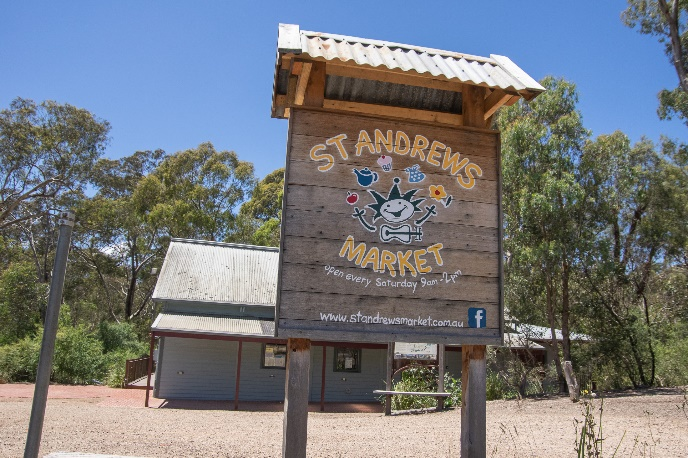 ST ANDREWS
MARKET
open every Saturday 9am-2pm
www.standrewsmarket.com.au f